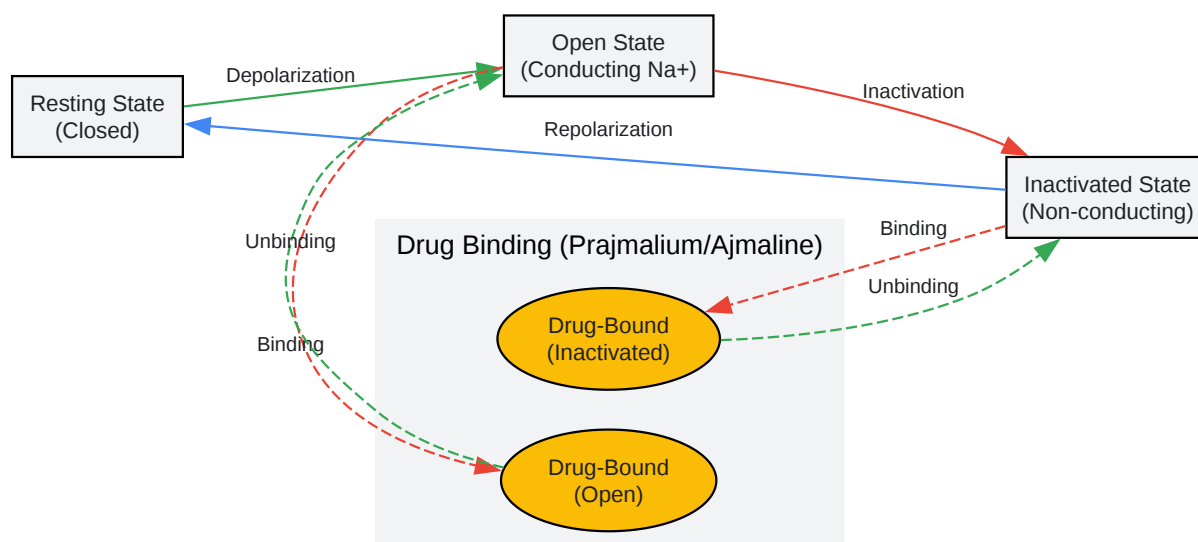 Open State
(Conducting Na+)
Depolarization
Resting State
(Closed)
Inactivation
Repolarization
Inactivated State
(Non-conducting)
Binding
Unbinding
Drug Binding (Prajmalium/Ajmaline)
Unbinding
Drug-Bound
(Inactivated)
Binding
Drug-Bound
(Open)